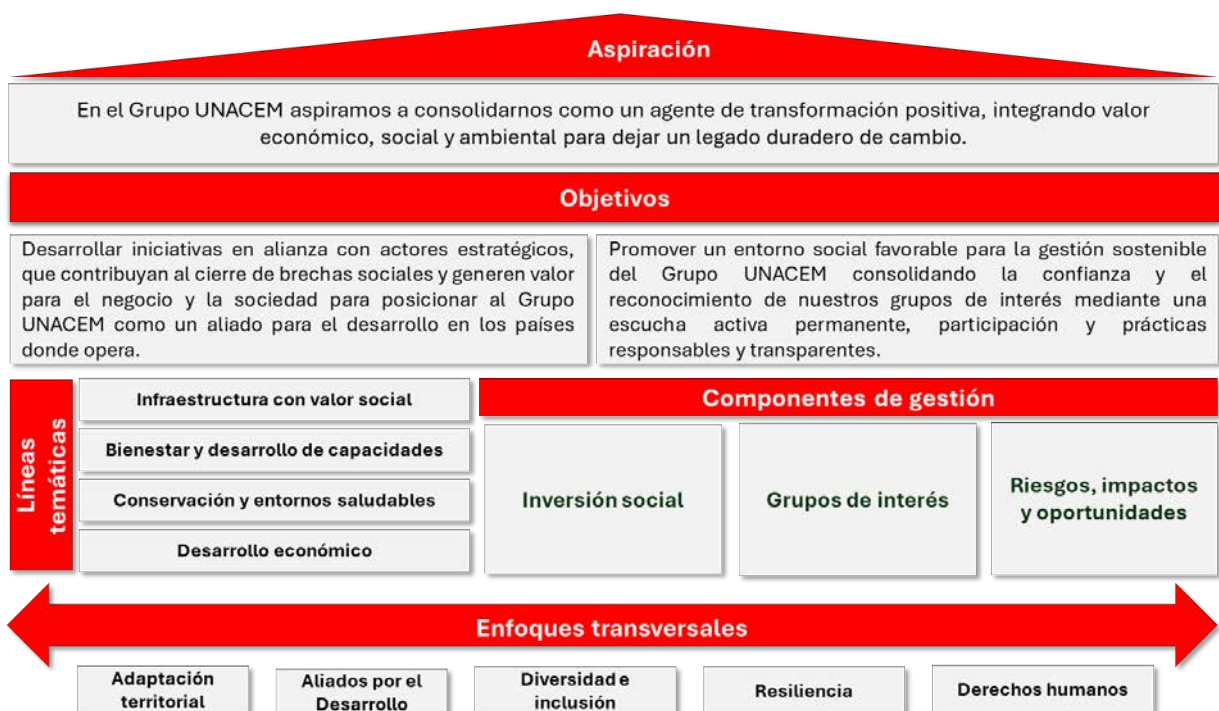 Aspiración
En el Grupo UNACEM aspiramos a consolidarnos como un agente de transformación positiva, integrando valor
económico, social y ambiental para dejar un legado duradero de cambio.
Objetivos
Desarrollar iniciativas en alianza con actores estratégicos,
que contribuyan al cierre de brechas sociales y generen valor
para el negocio y la sociedad para posicionar al Grupo
UNACEM como un aliado para el desarrollo en los países
donde opera.
Promover un entorno social favorable para la gestión sostenible
del Grupo UNACEM consolidando la confianza y el
reconocimiento de nuestros grupos de interés mediante una
escucha activa permanente, participación y prácticas
responsables y transparentes.
Líneas
temáticas
Infraestructura con valor social
Bienestar y desarrollo de capacidades
Conservación y entornos saludables
Desarrollo económico
Componentes de gestión
Inversión social
Grupos de interés
Riesgos, impactos
y oportunidades
Enfoques transversales
Adaptación
territorial
Aliados por el
Desarrollo
Diversidad e
inclusión
Resiliencia
Derechos humanos